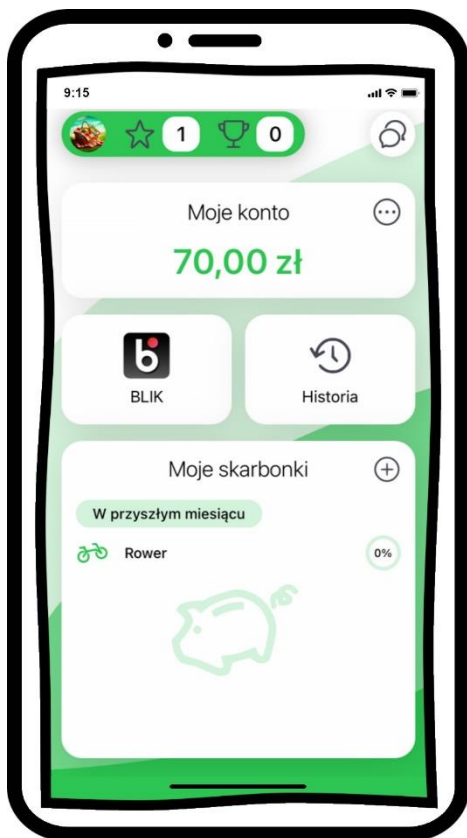 9:15
1 0
Moje konto
70,00 zł
BLIK
Historia
Moje skarbonki
W przyszłym miesiącu
Rower 0%